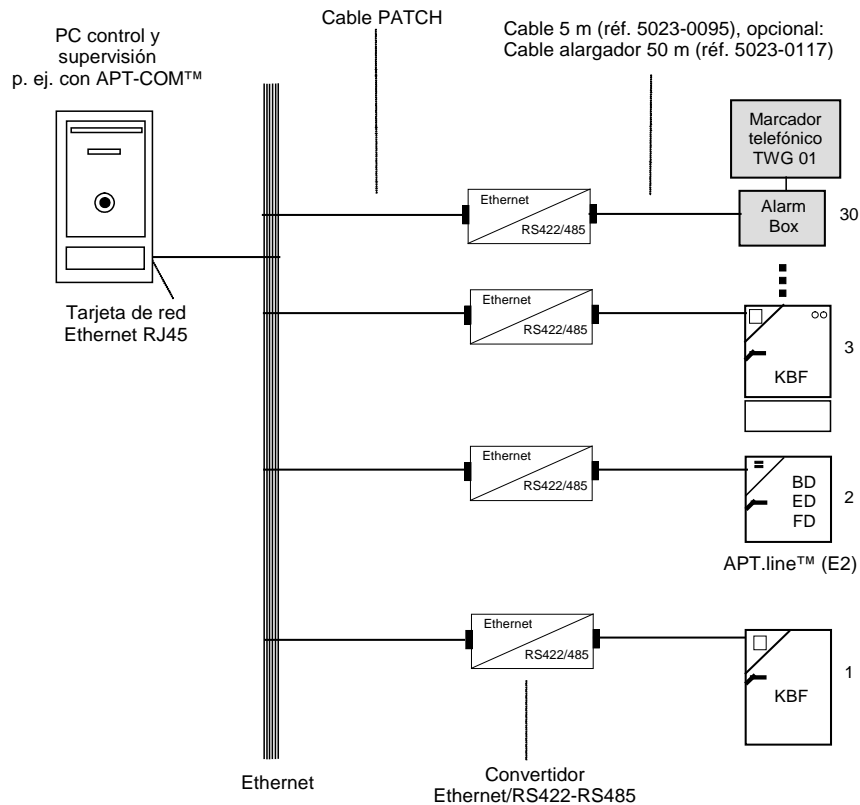 PC control y
supervisión
p. ej. con APT-COM™
Cable PATCH
Cable 5 m (réf. 5023-0095), opcional:
Cable alargador 50 m (réf. 5023-0117)
Marcador
telefónico
TWG 01
Ethernet
RS422/485
Alarm
Box
30
Tarjeta de red
Ethernet RJ45
Ethernet
RS422/485
KBF
3
Ethernet
RS422/485
BD
ED
FD
2
APT.line™ (E2)
Ethernet
RS422/485
KBF
1
Ethernet
Convertidor
Ethernet/RS422-RS485